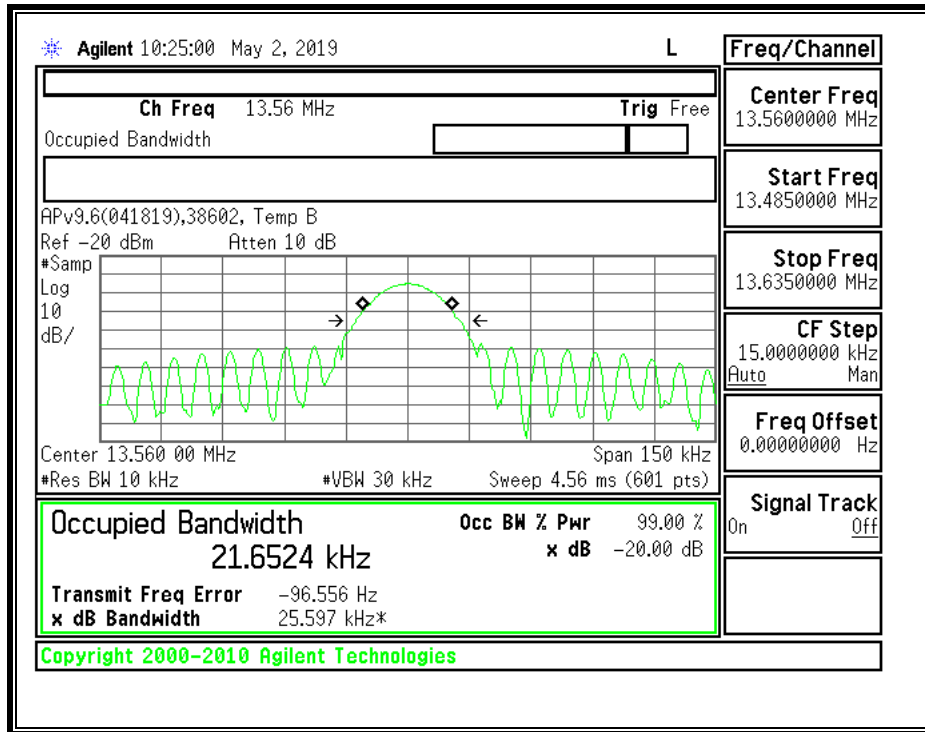 Agilent 10:25:00 May 2, 2019 L
Freq/Channel
Ch Freq 13.56 MHz Trig Free
Occupied Bandwidth
APv9.6(041819),38602, Temp B
Ref -20 dBm Atten 10 dB
#Samp
Log
10
dB/
Center 13.560 00 MHz Span 150 kHz
#Res BW 10 kHz #VBW 30 kHz Sweep 4.56 ms (601 pts)
Occupied Bandwidth Occ BW % Pwr 99.00 %
21.6524 kHz x dB -20.00 dB
Transmit Freq Error -96.556 Hz
x dB Bandwidth 25.597 kHz*
Center Freq
13.5600000 MHz
Start Freq
13.4850000 MHz
Stop Freq
13.6350000 MHz
CF Step
15.0000000 kHz
Auto Man
Freq Offset
0.00000000 Hz
Signal Track
On Off
Copyright 2000-2010 Agilent Technologies